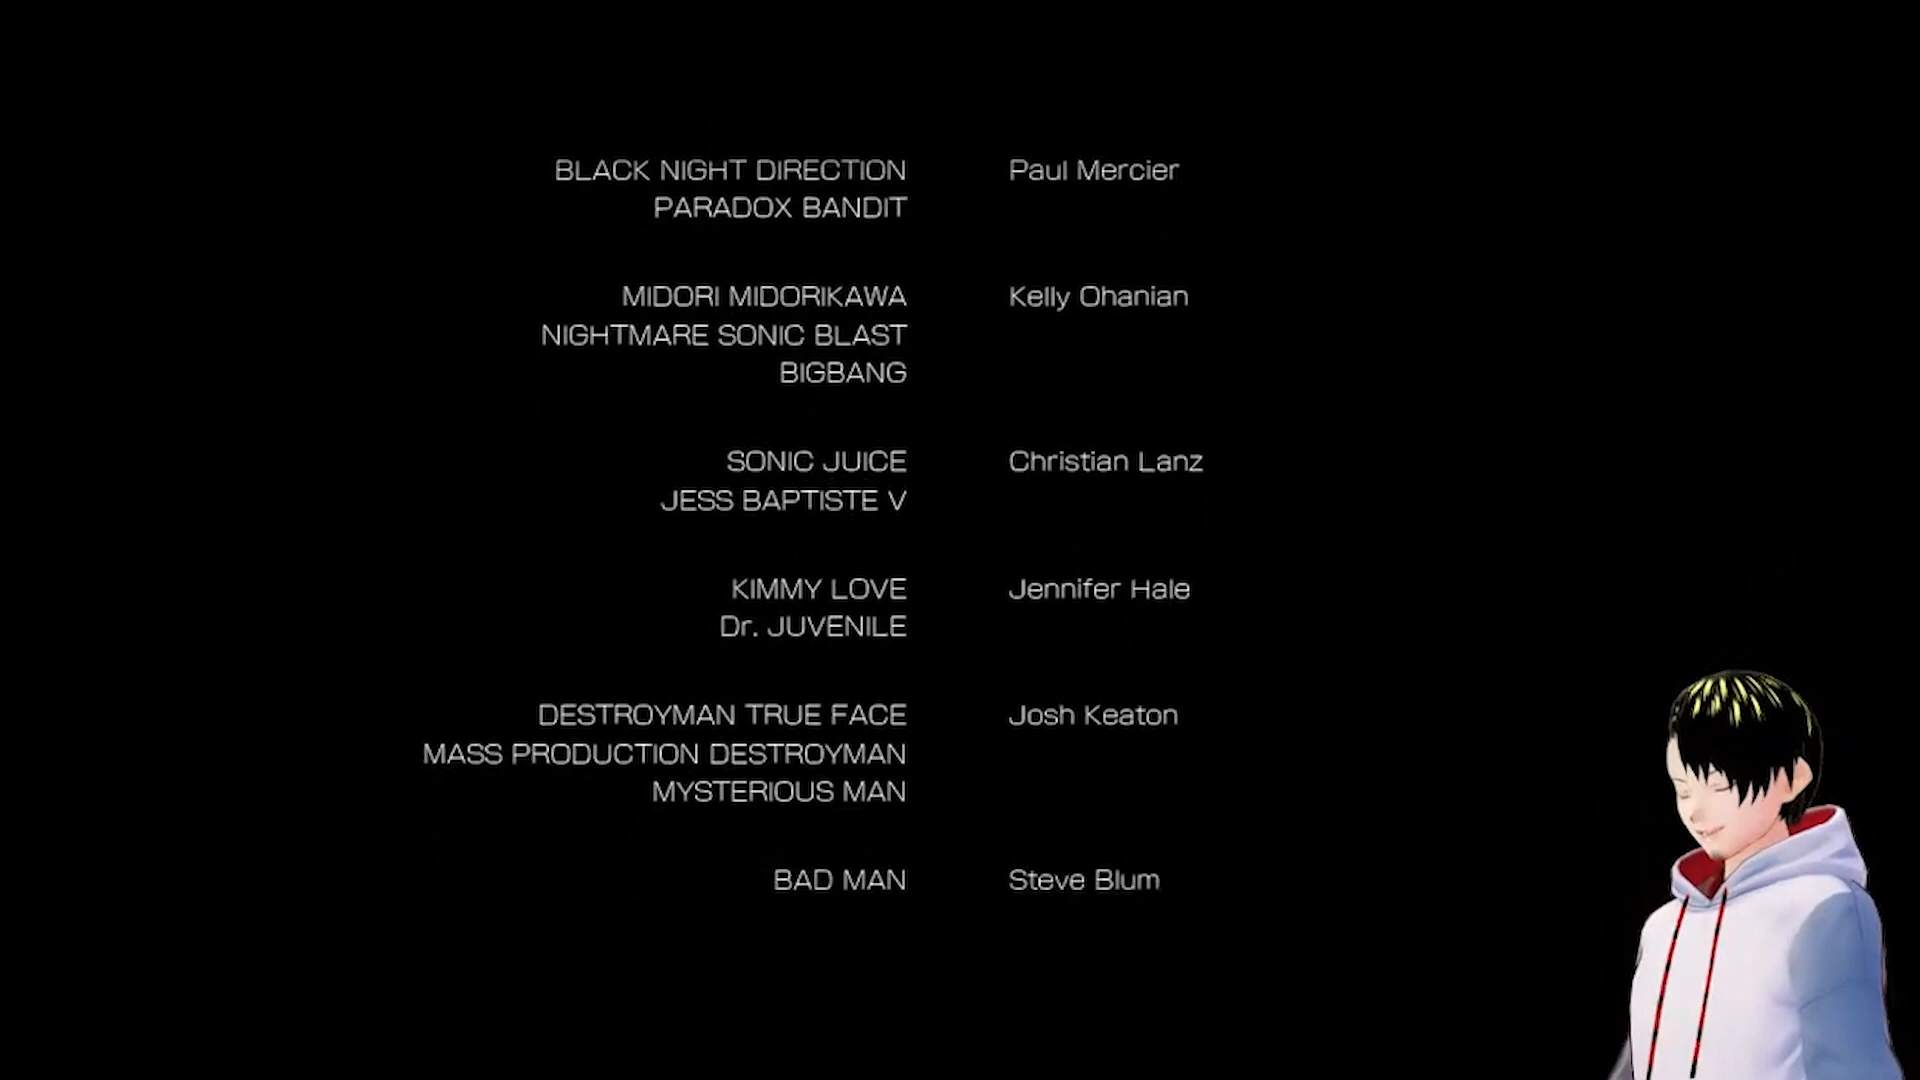 BLACK NIGHT DIRECTION Paul Mercier
PARADOX BANDIT
MIDORI MIDORIKAWA Kelly Ohanian
NIGHTMARE SONIC BLAST
BIGBANG
SONIC JUICE Christian Lanz
JESS BAPTISTE V
KIMMY LOVE Jennifer Hale
Dr. JUVENILE
DESTROYMAN TRUE FACE Josh Keaton
MASS PRODUCTION DESTROYMAN
MYSTERIOUS MAN
BAD MAN Steve Blum